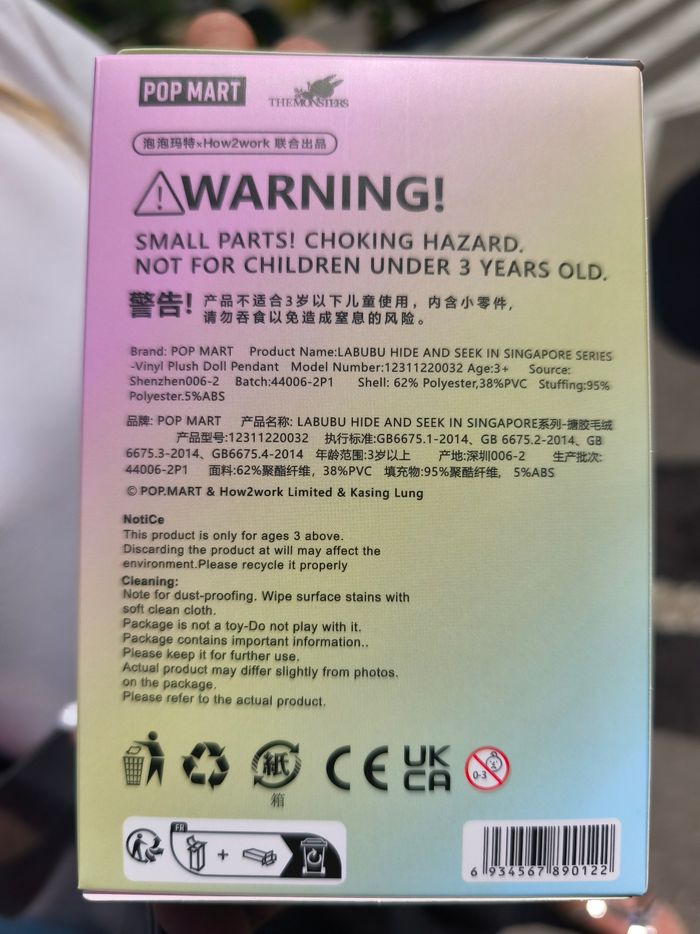 POP MART
THE MONSTERS
泡泡玛特×How2work 联合出品
WARNING!
SMALL PARTS! CHOKING HAZARD.
NOT FOR CHILDREN UNDER 3 YEARS OLD.
警告! 产品不适合3岁以下儿童使用，内含小零件，
请勿吞食以免造成窒息的风险。
Brand: POP MART Product Name:LABUBU HIDE AND SEEK IN SINGAPORE SERIES
-Vinyl Plush Doll Pendant Model Number:12311220032 Age:3+ Source:
Shenzhen006-2 Batch:44006-2P1 Shell: 62% Polyester,38%PVC Stuffing:95%
Polyester.5%ABS
品牌: POP MART 产品名称: LABUBU HIDE AND SEEK IN SINGAPORE系列-搪胶毛绒
产品型号:12311220032 执行标准:GB6675.1-2014、GB 6675.2-2014、GB
6675.3-2014、GB6675.4-2014 年龄范围:3岁以上 产地:深圳006-2 生产批次:
44006-2P1 面料:62%聚酯纤维，38%PVC 填充物:95%聚酯纤维， 5%ABS
© POP.MART & How2work Limited & Kasing Lung
NotiCe
This product is only for ages 3 above.
Discarding the product at will may affect the
environment.Please recycle it properly
Cleaning:
Note for dust-proofing. Wipe surface stains with
soft clean cloth.
Package is not a toy-Do not play with it.
Package contains important information..
Please keep it for further use.
Actual product may differ slightly from photos.
on the package.
Please refer to the actual product.
紙
箱
CE
UK
CA
0-3
FR
+
6 934567 890122